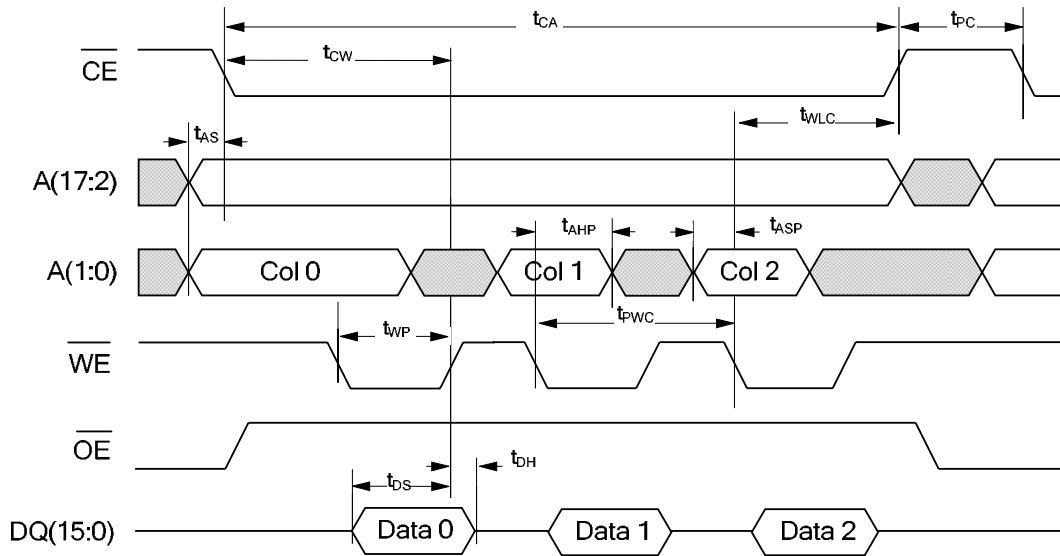 tCA tPC
CE tCW
tWLC
tAS
A(17:2)
tAHP tASP
A(1:0) Col 0 Col 1 Col 2
tWP tPWC
WE
OE
tDS tDH
DQ(15:0) Data 0 Data 1 Data 2